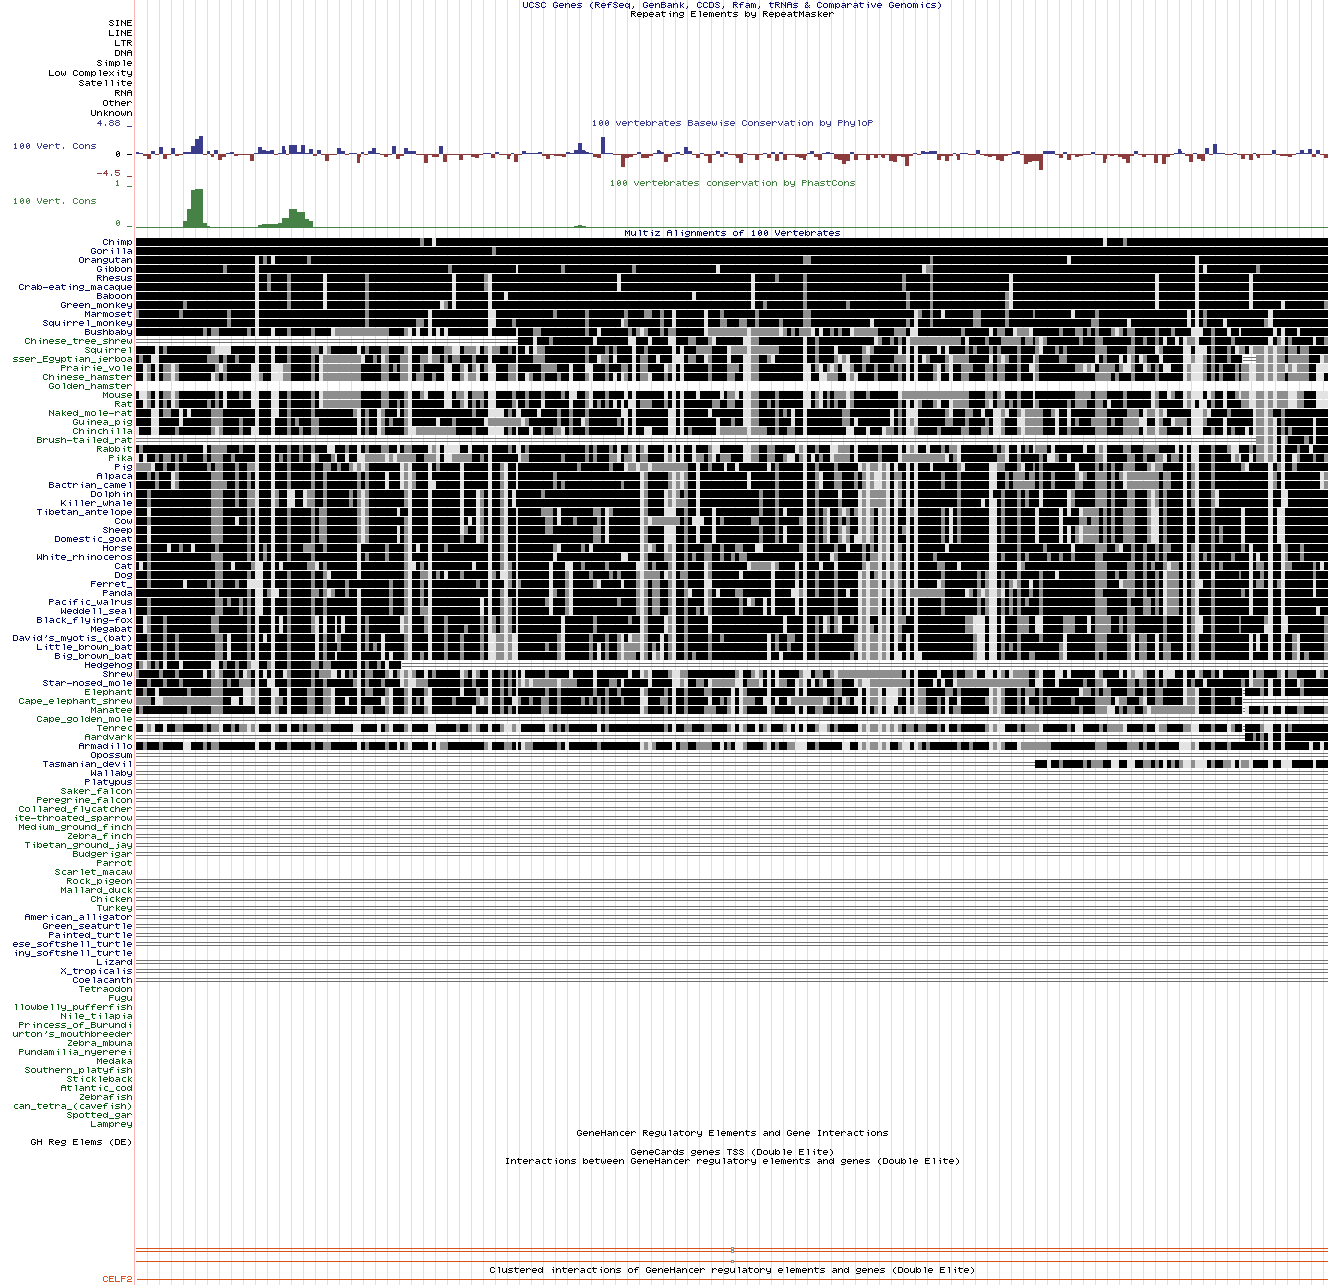 UCSC Genes (RefSeq, GenBank, CCDS, Rfam, tRNAs & Comparative Genomics)
Repeating Elements by RepeatMasker
SINE
LINE
LTR
DNA
Simple
Low Complexity
Satellite
RNA
Other
Unknown
4.88 _
100 vertebrates Basewise Conservation by PhyloP
100 Vert. Cons
0 _
-4.5 _
1 _
100 vertebrates conservation by PhastCons
100 Vert. Cons
0 _
Multiz Alignments of 100 Vertebrates
Chimp
Gorilla
Orangutan
Gibbon
Rhesus
Crab-eating_macaque
Baboon
Green_monkey
Marmoset
Squirrel_monkey
Bushbaby
Chinese_tree_shrew
Squirrel
sser_Egyptian_jerboa
Prairie_vole
Chinese_hamster
Golden_hamster
Mouse
Rat
Naked_mole-rat
Guinea_pig
Chinchilla
Brush-tailed_rat
Rabbit
Pika
Pig
Alpaca
Bactrian_camel
Dolphin
Killer_whale
Tibetan_antelope
Cow
Sheep
Domestic_goat
Horse
White_rhinoceros
Cat
Dog
Ferret_
Panda
Pacific_walrus
Weddell_seal
Black_flying-fox
Megabat
David's_myotis_(bat)
Little_brown_bat
Big_brown_bat
Hedgehog
Shrew
Star-nosed_mole
Elephant
Cape_elephant_shrew
Manatee
Cape_golden_mole
Tenrec
Aardvark
Armadillo
Opossum
Tasmanian_devil
Wallaby
Platypus
Saker_falcon
Peregrine_falcon
Collared_flycatcher
ite-throated_sparrow
Medium_ground_finch
Zebra_finch
Tibetan_ground_jay
Budgerigar
Parrot
Scarlet_macaw
Rock_pigeon
Mallard_duck
Chicken
Turkey
American_alligator
Green_seaturtle
Painted_turtle
ese_softshell_turtle
iny_softshell_turtle
Lizard
X_tropicalis
Coelacanth
Tetraodon
Fugu
llowbelly_pufferfish
Nile_tilapia
Princess_of_Burundi
urton's_mouthbreeder
Zebra_mbuna
Pundamilia_nyererei
Medaka
Southern_platyfish
Stickleback
Atlantic_cod
Zebrafish
can_tetra_(cavefish)
Spotted_gar
Lamprey
GeneHancer Regulatory Elements and Gene Interactions
GH Reg Elems (DE)
GeneCards genes TSS (Double Elite)
Interactions between GeneHancer regulatory elements and genes (Double Elite)
Clustered interactions of GeneHancer regulatory elements and genes (Double Elite)
CELF2